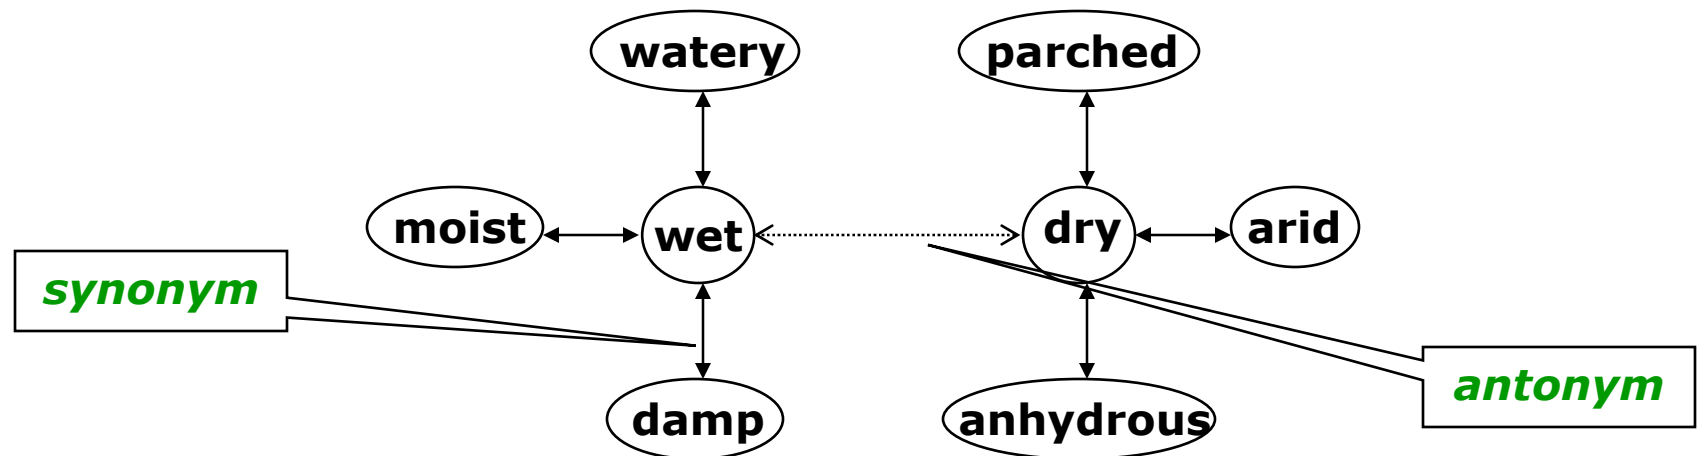 watery
parched
moist
wet
dry
arid
synonym
antonym
damp
anhydrous